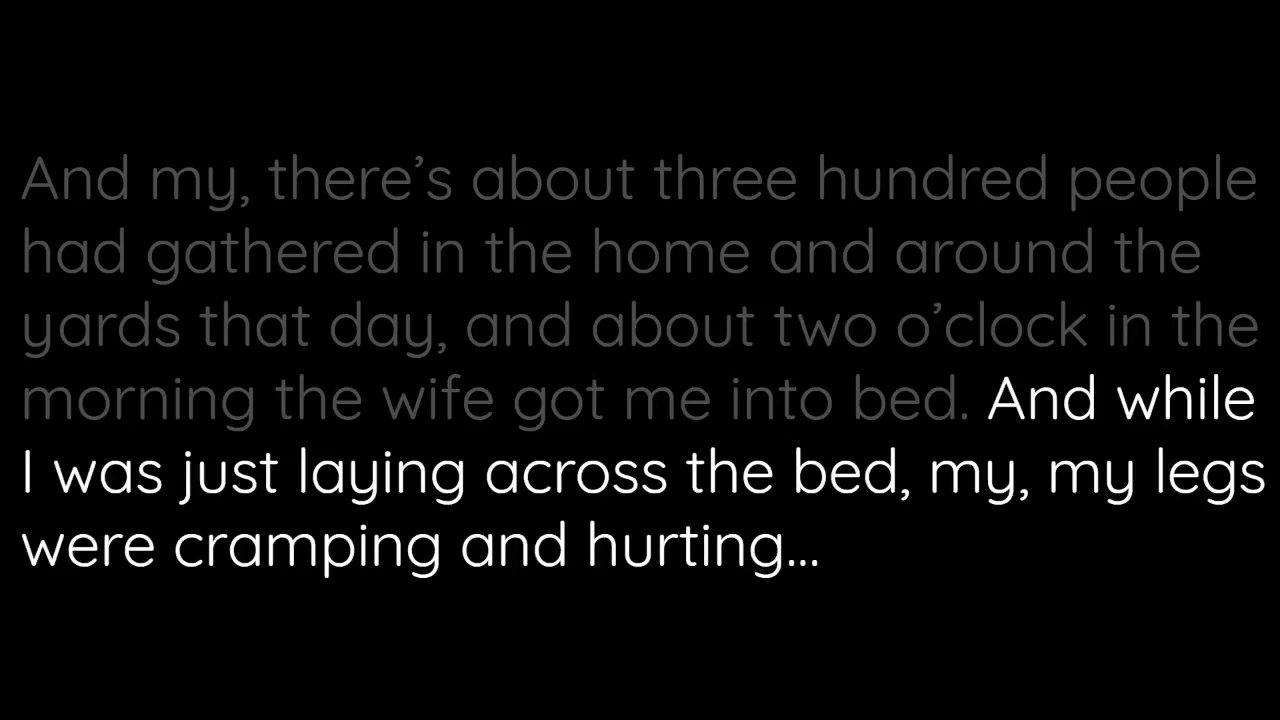 And my, there’s about three hundred people
had gathered in the home and around the
yards that day, and about two o’clock in the
morning the wife got me into bed. And while
I was just laying across the bed, my, my legs
were cramping and hurting...